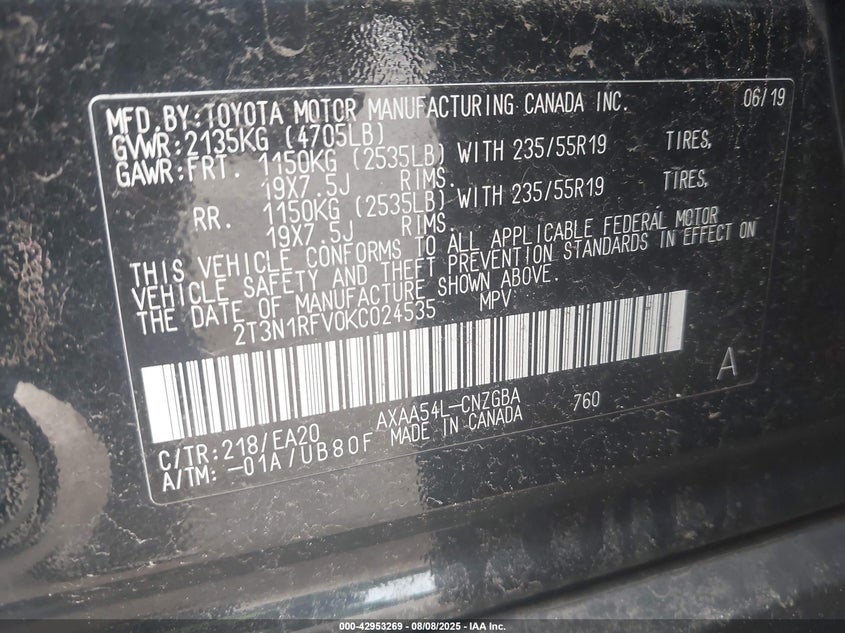 MFD.BY:TOYOTA MOTOR MANUFACTURING CANADA INC. 06/19
GVWR:2135KG (4705LB)
GAWR:FRT. 1150KG (2535LB) WITH 235/55R19 TIRES,
19X7.5J RIMS.
RR. 1150KG (2535LB) WITH 235/55R19 TIRES,
19X7.5J RIMS.
THIS VEHICLE CONFORMS TO ALL APPLICABLE FEDERAL MOTOR
VEHICLE SAFETY AND THEFT PREVENTION STANDARDS IN EFFECT ON
THE DATE OF MANUFACTURE SHOWN ABOVE.
2T3N1RFV0KC024535 MPV
A
C/TR:218/EA20 AXAA54L-CNZGBA 760
A/TM: -01A/UB80F MADE IN CANADA
000-42953269 - 08/08/2025 - IAA Inc.